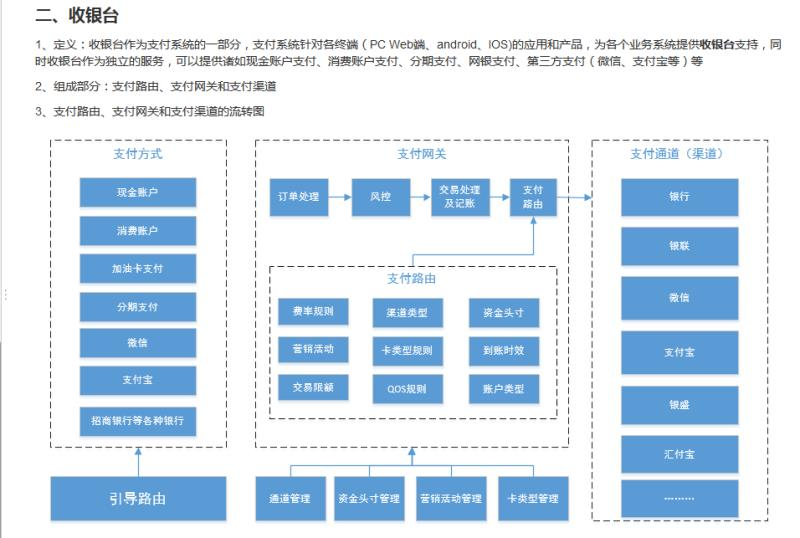 二、收银台
1、定义：收银台作为支付系统的一部分，支付系统针对各终端（PC Web端、android、IOS)的应用和产品，为各个业务系统提供收银台支持，同
时收银台作为独立的服务，可以提供诸如现金账户支付、消费账户支付、分期支付、网银支付、第三方支付（微信、支付宝等）等
2、组成部分：支付路由、支付网关和支付渠道
3、支付路由、支付网关和支付渠道的流转图
支付方式
现金账户
消费账户
加油卡支付
分期支付
微信
支付宝
招商银行等各种银行
引导路由
支付网关
订单处理
风控
交易处理
及记账
支付
路由
支付路由
费率规则
渠道类型
资金头寸
营销活动
卡类型规则
到账时效
交易限额
QOS规则
账户类型
通道管理
资金头寸管理
营销活动管理
卡类型管理
支付通道（渠道）
银行
银联
微信
支付宝
银盛
汇付宝
………